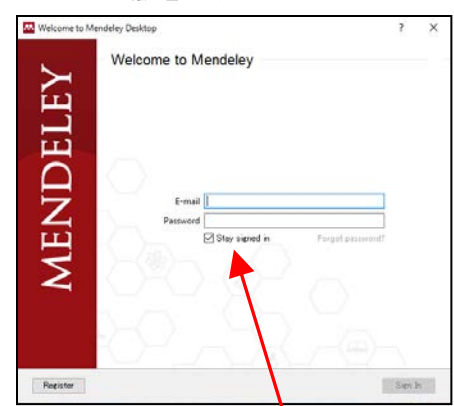 Welcome to Mendeley Desktop
? X
Welcome to Mendeley
MENDELEY
E-mail
Password
Stay signed in
Forgot password?
Register
Sign In